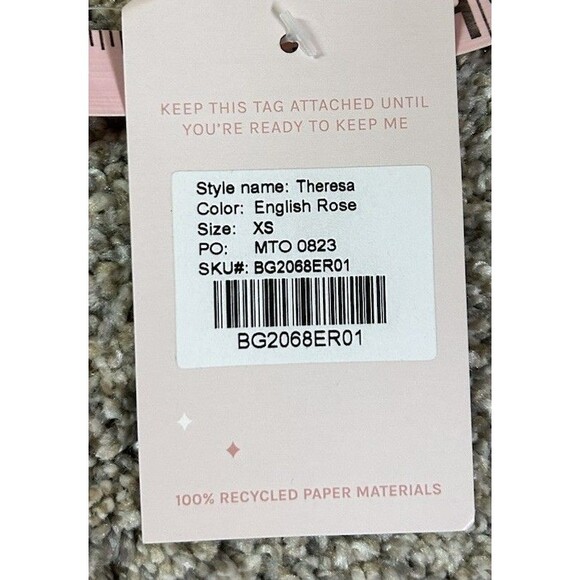 KEEP THIS TAG ATTACHED UNTIL
YOU'RE READY TO KEEP ME
Style name: Theresa
Color: English Rose
Size: XS
PO: MTO 0823
SKU#: BG2068ER01
BG2068ER01
100% RECYCLED PAPER MATERIALS